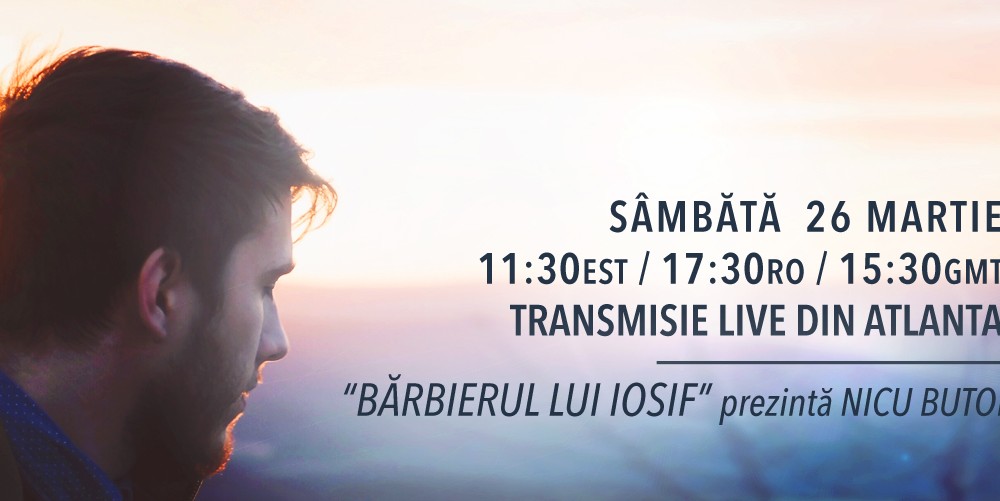 SÂMBĂTĂ 26 MARTIE
11:30EST / 17:30RO / 15:30GMT
TRANSMISIE LIVE DIN ATLANTA
“BĂRBIERUL LUI IOSIF” prezintă NICU